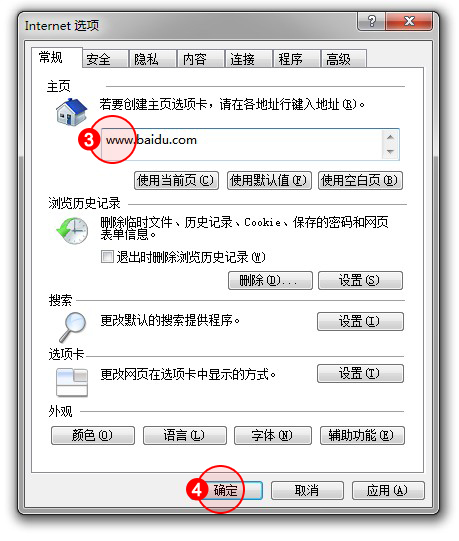 Internet 选项
常规 安全 隐私 内容 连接 程序 高级
主页
若要创建主页选项卡，请在各地址行键入地址(R)。
3 www.baidu.com
使用当前页(C) 使用默认值(F) 使用空白页(B)
浏览历史记录
删除临时文件、历史记录、Cookie、保存的密码和网页
表单信息。
退出时删除浏览历史记录(W)
删除(D)... 设置(S)
搜索
更改默认的搜索提供程序。 设置(I)
选项卡
更改网页在选项卡中显示的方式。 设置(T)
外观
颜色(O) 语言(L) 字体(N) 辅助功能(E)
4 确定 取消 应用(A)